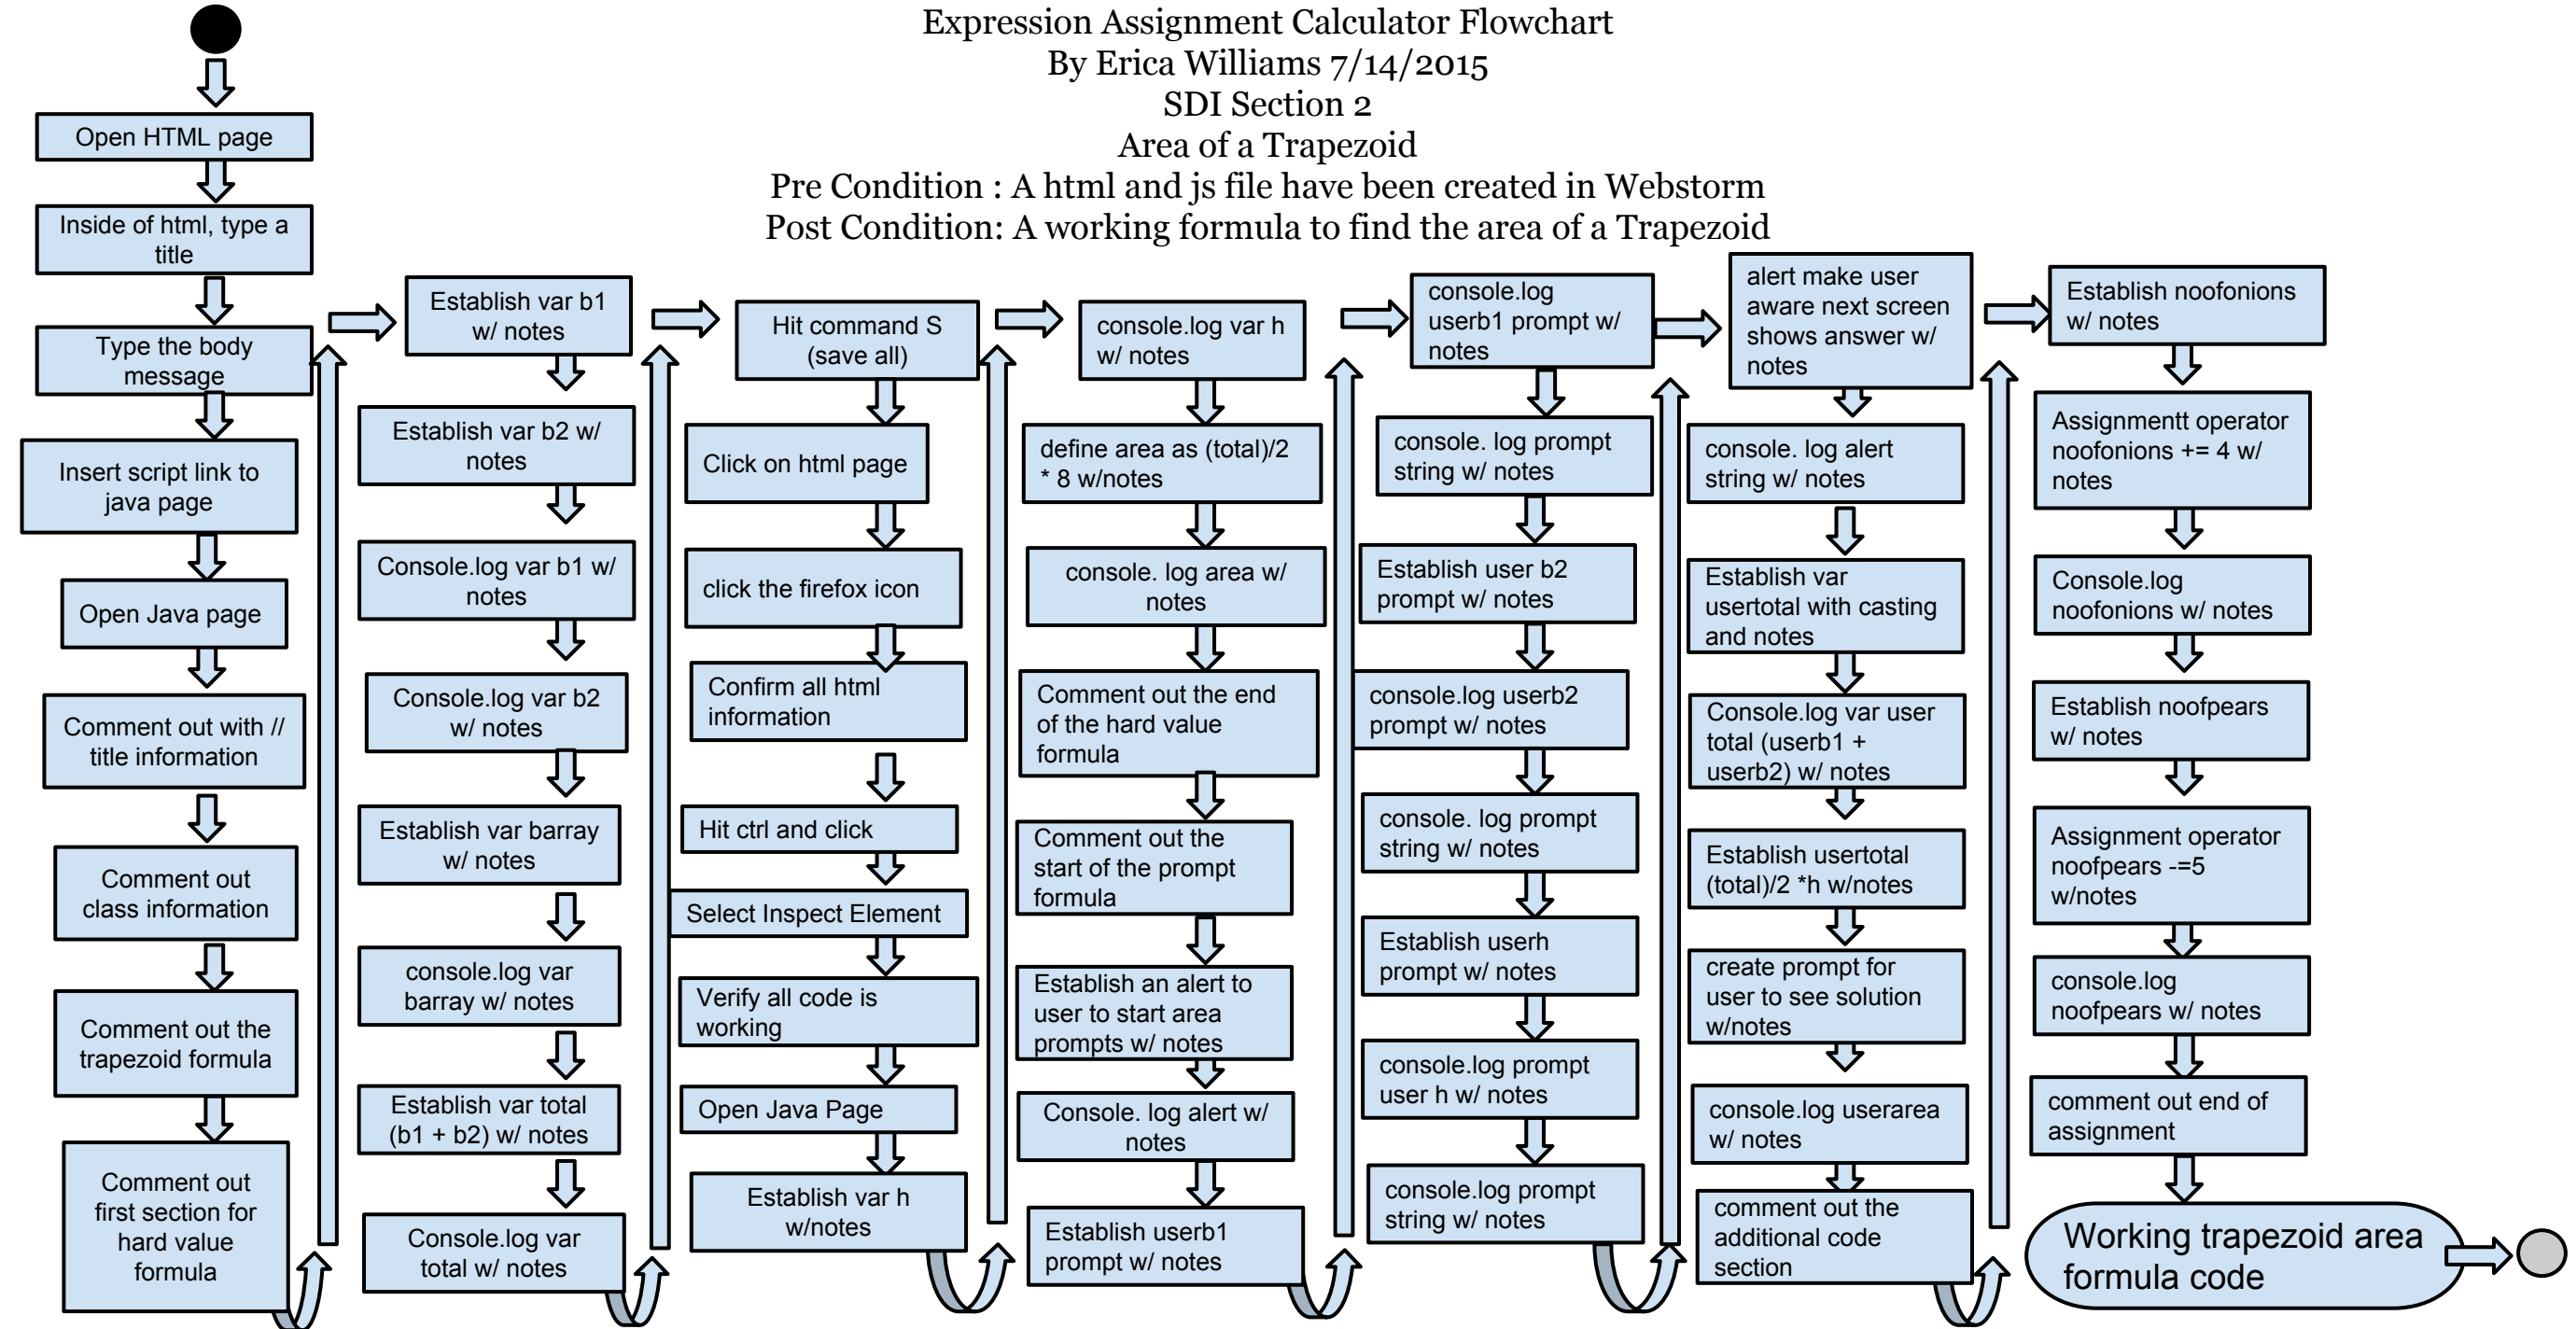 Expression Assignment Calculator Flowchart
By Erica Williams 7/14/2015
SDI Section 2
Area of a Trapezoid
Pre Condition : A html and js file have been created in Webstorm
Post Condition: A working formula to find the area of a Trapezoid
Open HTML page
Inside of html, type a
title
Type the body
message
Insert script link to
java page
Open Java page
Comment out with //
title information
Comment out
class information
Comment out the
trapezoid formula
Comment out
first section for
hard value
formula
Establish var b1
w/ notes
Establish var b2 w/
notes
Console.log var b1 w/
notes
Console.log var b2
w/ notes
Establish var barray
w/ notes
console.log var
barray w/ notes
Establish var total
(b1 + b2) w/ notes
Console.log var
total w/ notes
Hit command S
(save all)
Click on html page
click the firefox icon
Confirm all html
information
Hit ctrl and click
Select Inspect Element
Verify all code is
working
Open Java Page
Establish var h
w/notes
console.log var h
w/ notes
define area as (total)/2
* 8 w/notes
console. log area w/
notes
Comment out the end
of the hard value
formula
Comment out the
start of the prompt
formula
Establish an alert to
user to start area
prompts w/ notes
Console. log alert w/
notes
Establish userb1
prompt w/ notes
console.log
userb1 prompt w/
notes
console. log prompt
string w/ notes
Establish user b2
prompt w/ notes
console.log userb2
prompt w/ notes
console. log prompt
string w/ notes
Establish userh
prompt w/ notes
console.log prompt
user h w/ notes
console.log prompt
string w/ notes
alert make user
aware next screen
shows answer w/
notes
console. log alert
string w/ notes
Establish var
usertotal with casting
and notes
Console.log var user
total (userb1 +
userb2) w/ notes
Establish usertotal
(total)/2 *h w/notes
create prompt for
user to see solution
w/notes
console.log userarea
w/ notes
comment out the
additional code
section
Establish noofonions
w/ notes
Assignmentt operator
noofonions += 4 w/
notes
Console.log
noofonions w/ notes
Establish noofpears
w/ notes
Assignment operator
noofpears -=5
w/notes
console.log
noofpears w/ notes
comment out end of
assignment
Working trapezoid area
formula code